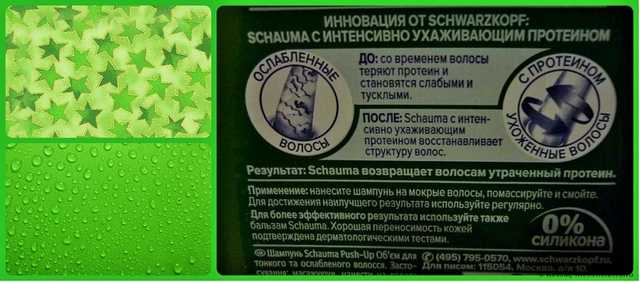 ИННОВАЦИЯ ОТ SCHWARZKOPF:
SCHAUMA С ИНТЕНСИВНО УХАЖИВАЮЩИМ ПРОТЕИНОМ
ОСЛАБЛЕННЫЕ
ВОЛОСЫ
ДО: со временем волосы
теряют протеин и
становятся слабыми и
тусклыми.
С ПРОТЕИНОМ
УХОЖЕННЫЕ ВОЛОСЫ
ПОСЛЕ: Schauma с интен-
сивно ухаживающим
протеином восстанавливает
структуру волос.
Результат: Schauma возвращает волосам утраченный протеин.
Применение: нанесите шампунь на мокрые волосы, помассируйте и смойте.
Для достижения наилучшего результата используйте регулярно.
Для более эффективного результата используйте также
бальзам Schauma. Хорошая переносимость кожей
подтверждена дерматологическими тестами.
0%
СИЛИКОНА
Шампунь Schauma Push-Up Объём для
тонкого и ослабленного волоса. Засто-
(495) 795-0570, www.schwarzkopf.ru,
Для писем: 115054, Москва, а/я 10.